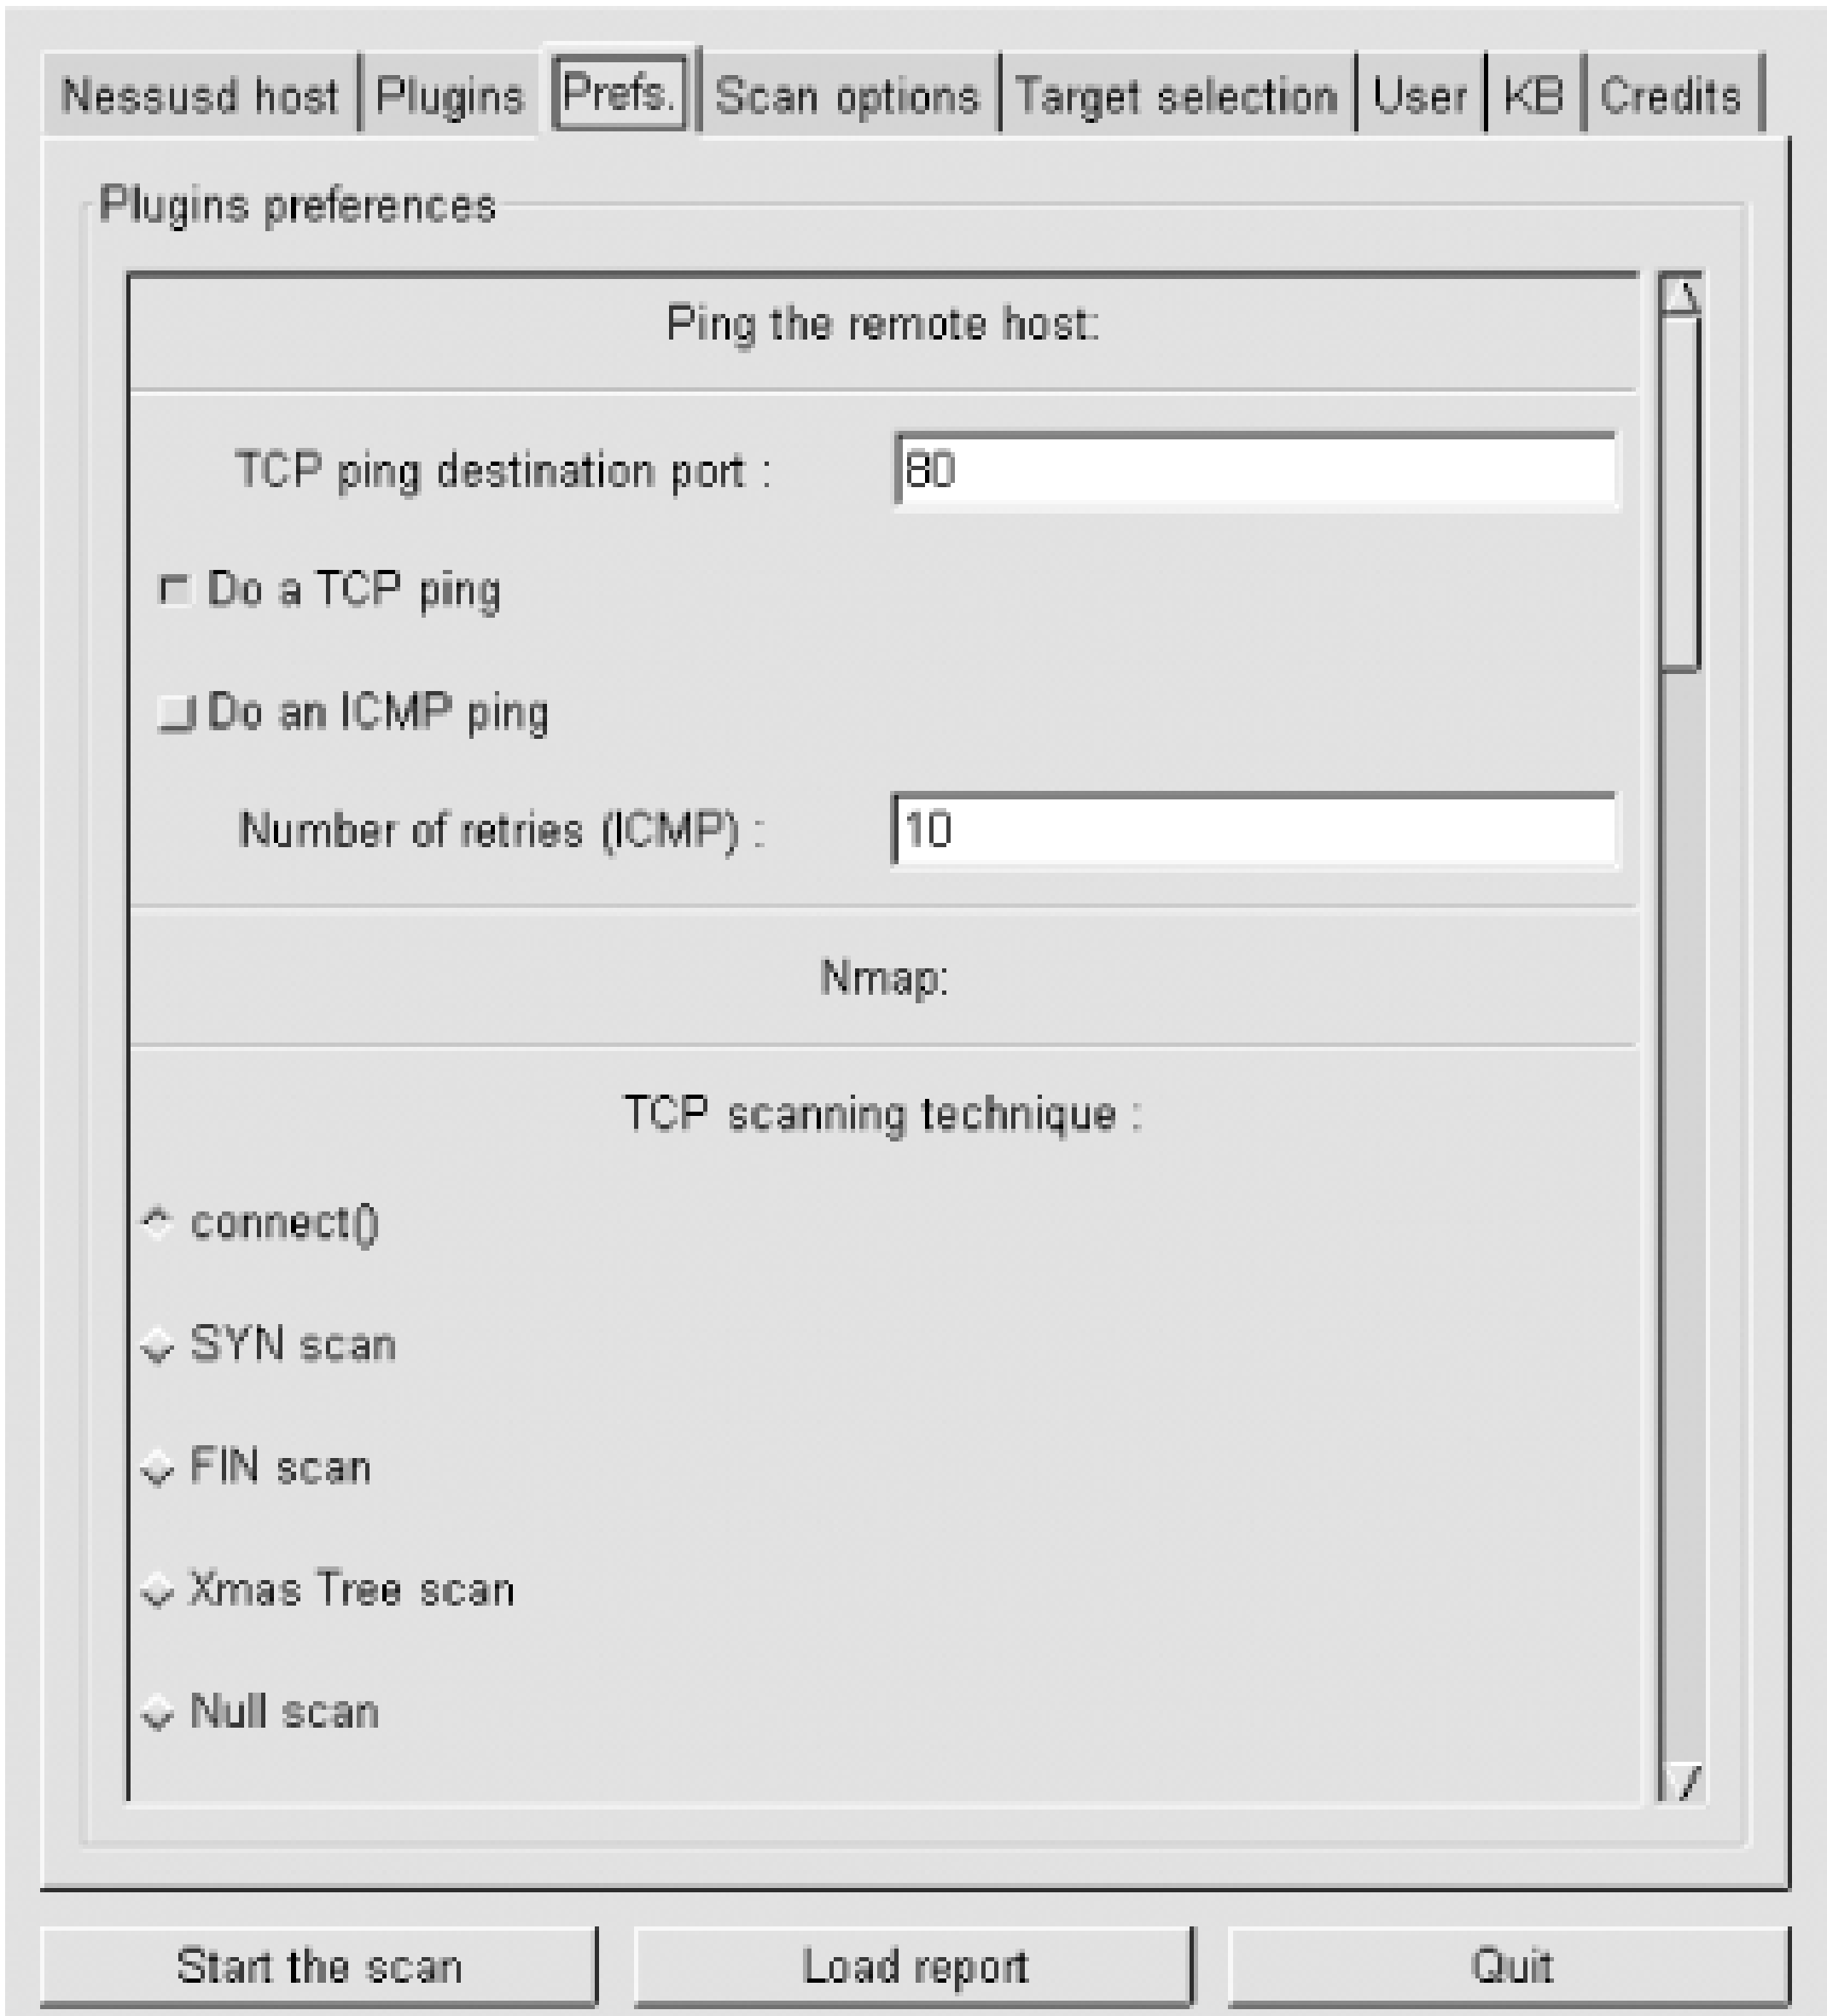 Nessusd host Plugins Prefs. Scan options Target selection User KB Credits
Plugins preferences
Ping the remote host:
TCP ping destination port : 80
Do a TCP ping
Do an ICMP ping
Number of retries (ICMP) : 10
Nmap:
TCP scanning technique :
connect()
SYN scan
FIN scan
Xmas Tree scan
Null scan
Start the scan Load report Quit